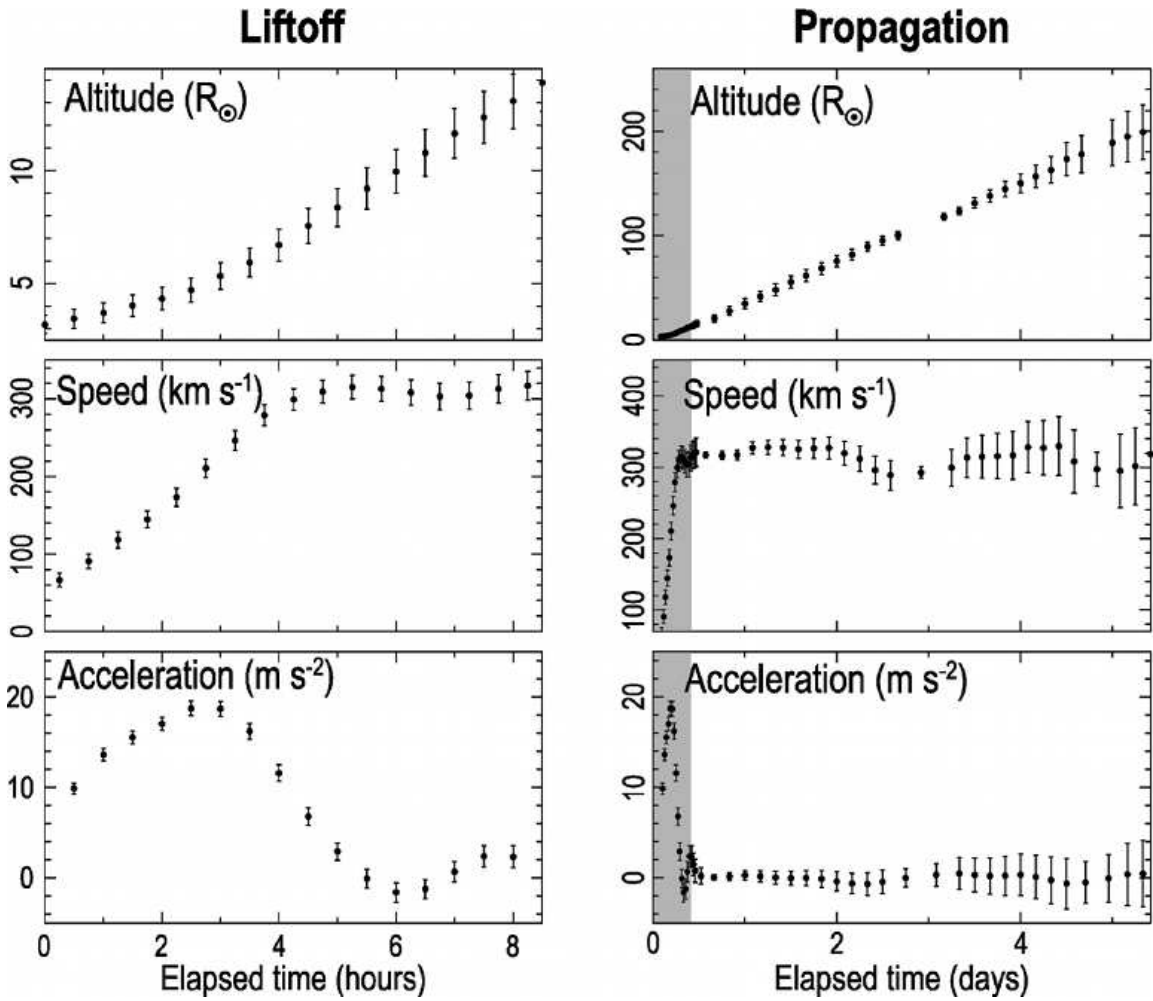 Liftoff
Propagation
Altitude (R☉)
10
5
Altitude (R☉)
200
100
0
Speed (km s⁻¹)
300
200
100
0
Speed (km s⁻¹)
400
300
200
100
Acceleration (m s⁻²)
20
10
0
0 2 4 6 8
Elapsed time (hours)
Acceleration (m s⁻²)
20
10
0
0 2 4
Elapsed time (days)